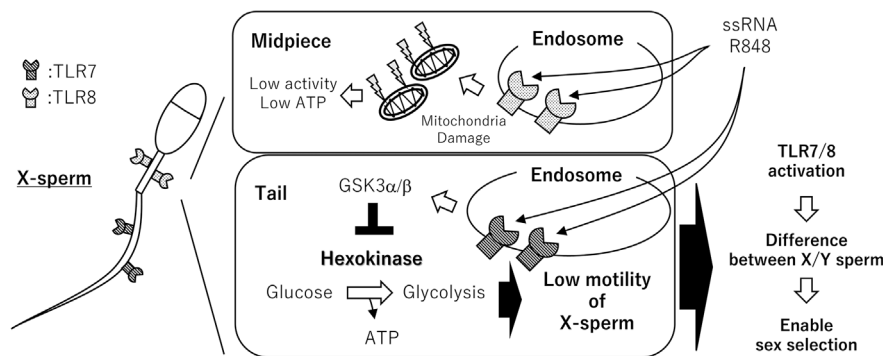 :TLR7
:TLR8
X-sperm
Midpiece
Endosome
Low activity
Low ATP
Mitochondria
Damage
ssRNA
R848
Tail
GSK3α/β
Endosome
Hexokinase
Glucose
Glycolysis
ATP
Low motility
of
X-sperm
TLR7/8
activation
Difference
between X/Y sperm
Enable
sex selection